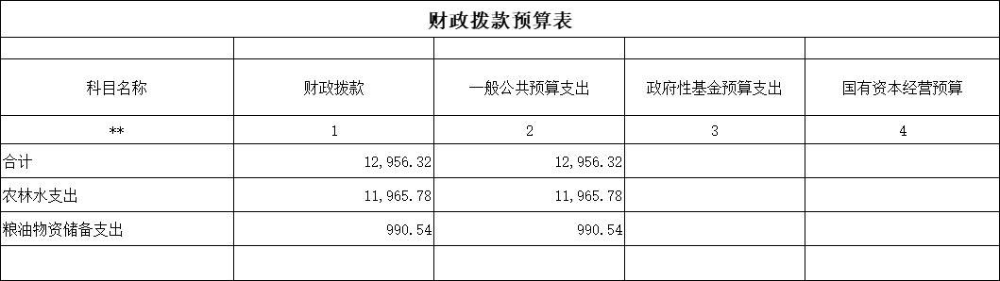 财政拨款预算表
科目名称 财政拨款 一般公共预算支出 政府性基金预算支出 国有资本经营预算
** 1 2 3 4
合计 12,956.32 12,956.32
农林水支出 11,965.78 11,965.78
粮油物资储备支出 990.54 990.54